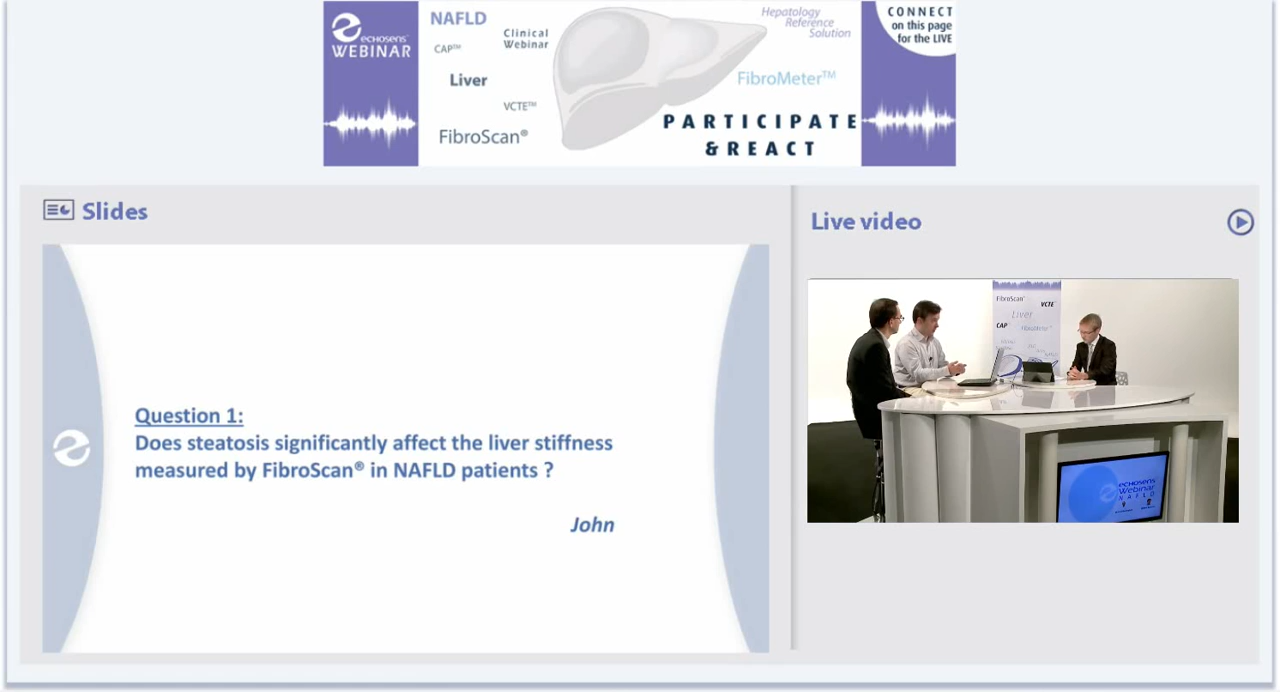 echosens™
WEBINAR
NAFLD
CAP™
Clinical
Webinar
Liver
VCTE™
FibroScan®
Hepatology
Reference
Solution
FibroMeter™
PARTICIPATE
&REACT
CONNECT
on this page
for the LIVE
Slides
Question 1:
Does steatosis significantly affect the liver stiffness
measured by FibroScan® in NAFLD patients ?
John
Live video
FibroScan
VCTE
Liver
CAP
FibroMeter
echosens
Webinar
NAFLD